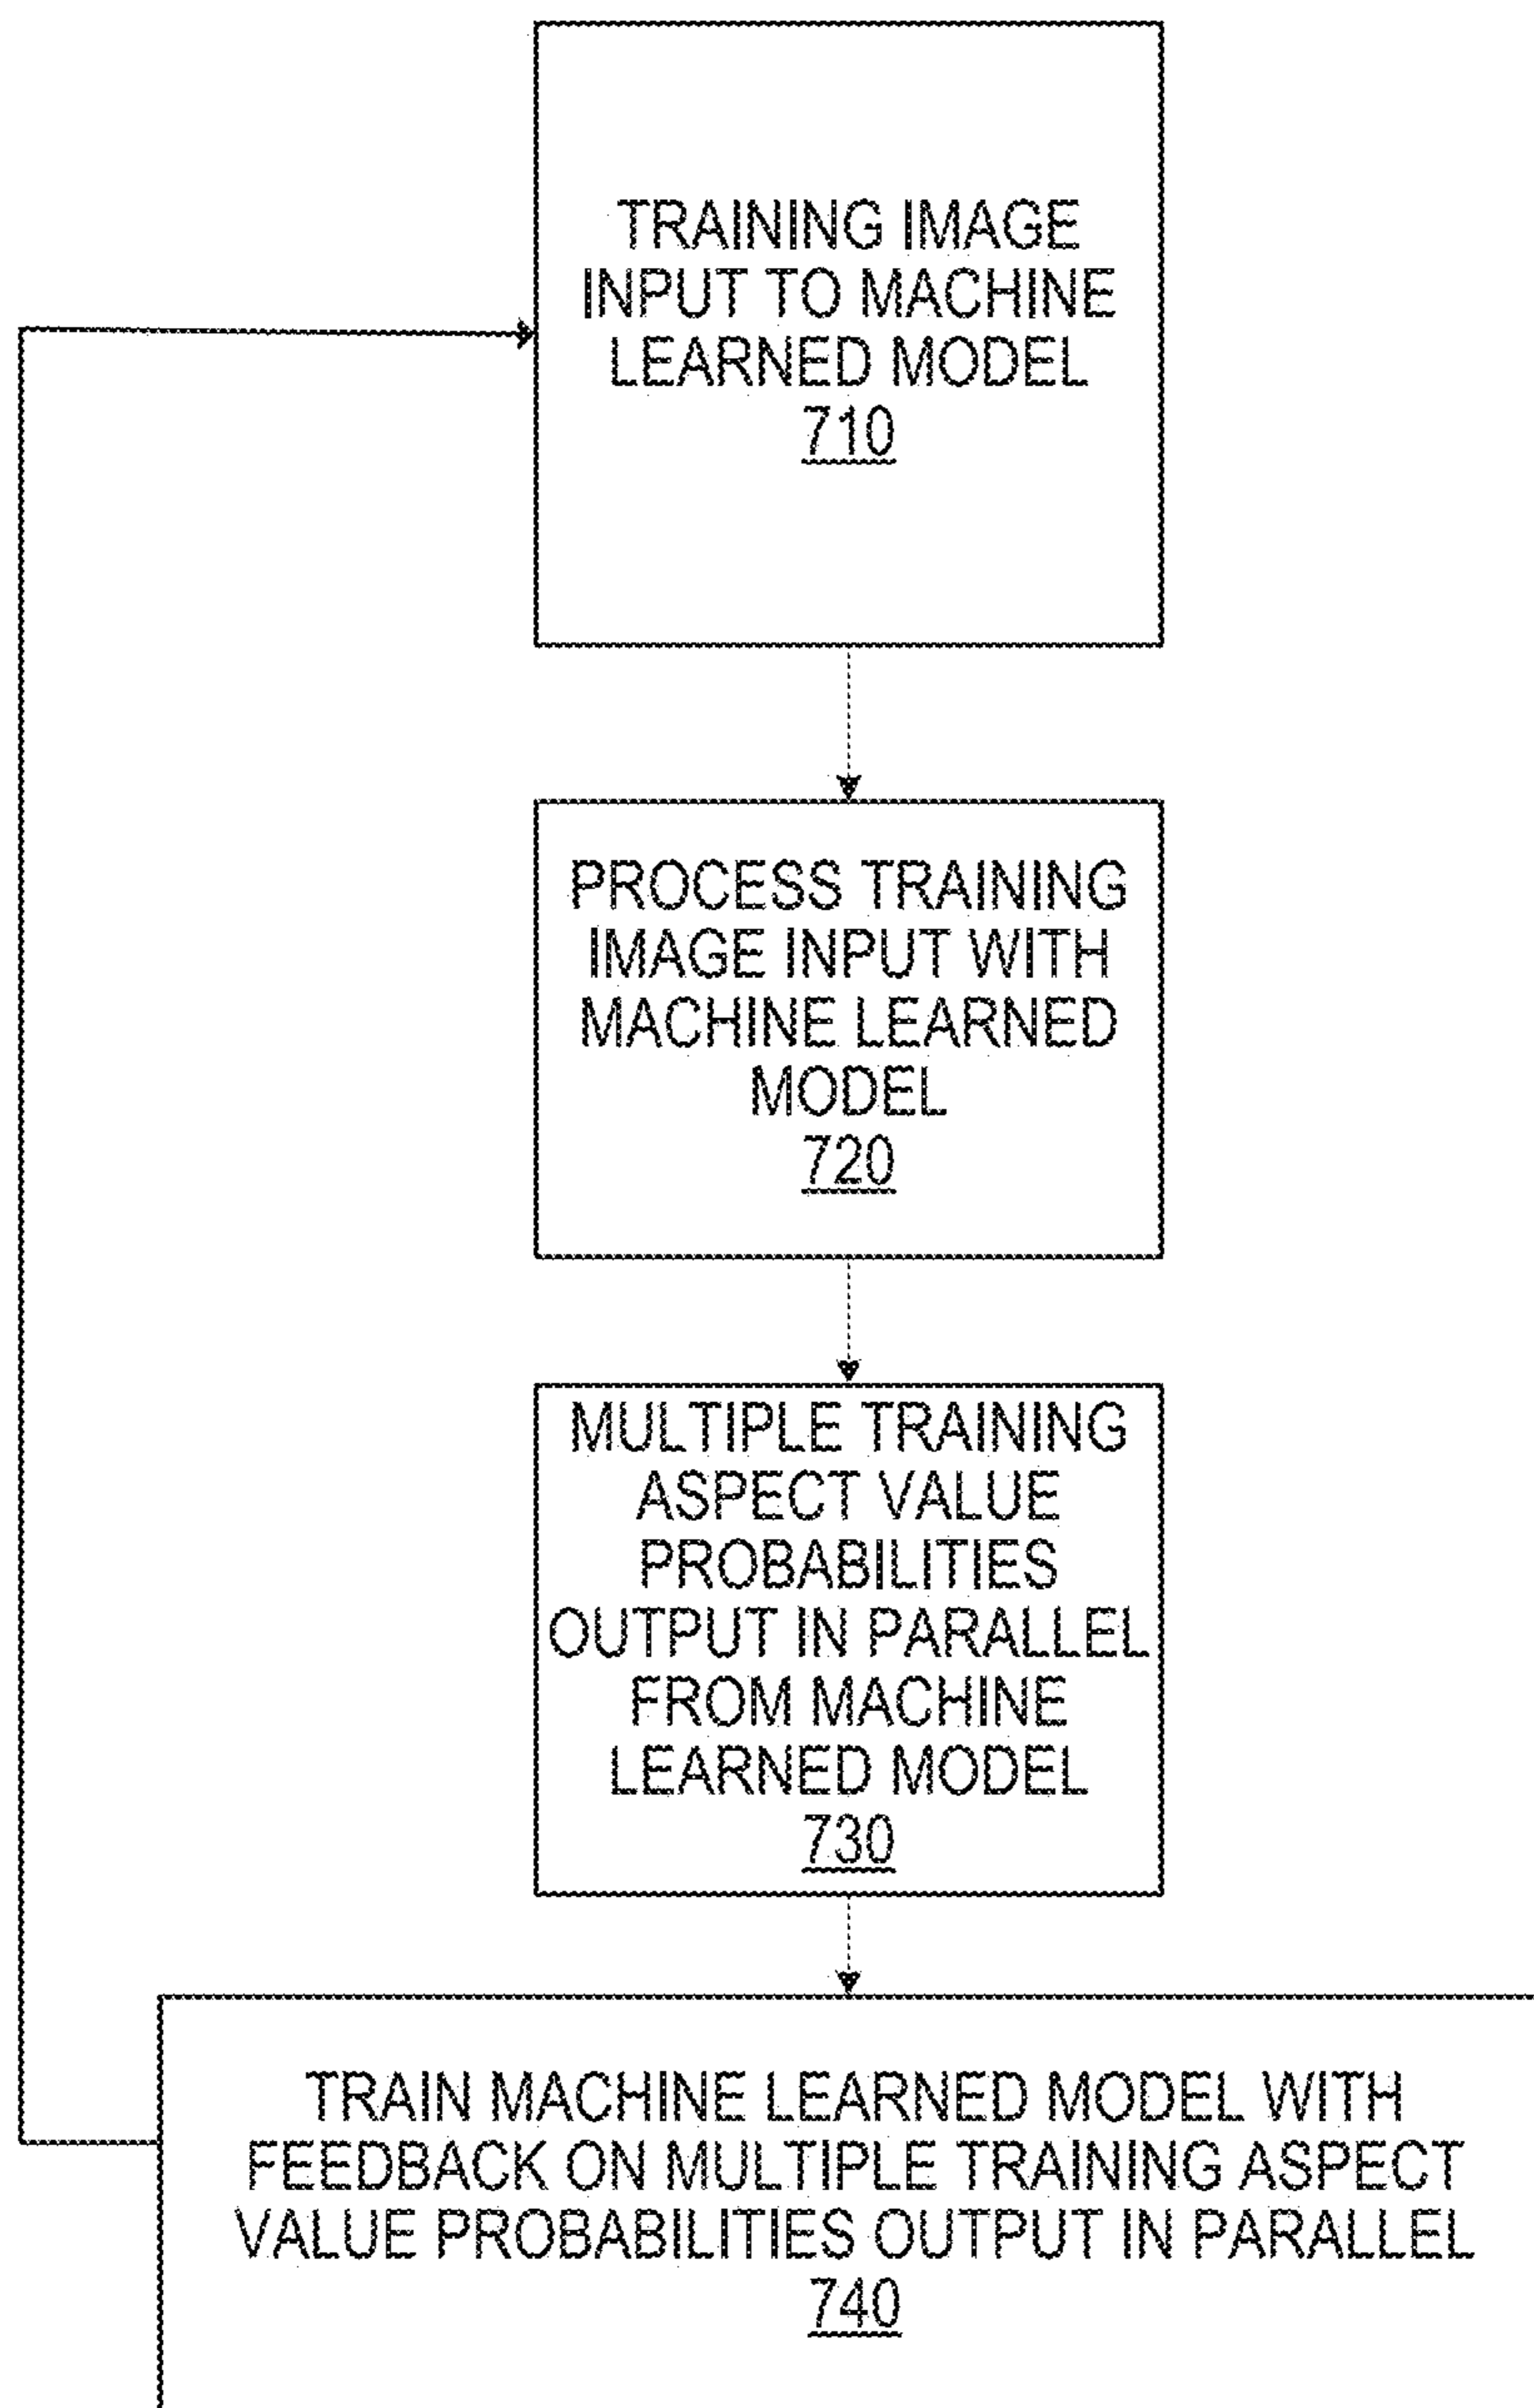 TRAINING IMAGE
INPUT TO MACHINE
LEARNED MODEL
710
PROCESS TRAINING
IMAGE INPUT WITH
MACHINE LEARNED
MODEL
720
MULTIPLE TRAINING
ASPECT VALUE
PROBABILITIES
OUTPUT IN PARALLEL
FROM MACHINE
LEARNED MODEL
730
TRAIN MACHINE LEARNED MODEL WITH
FEEDBACK ON MULTIPLE TRAINING ASPECT
VALUE PROBABILITIES OUTPUT IN PARALLEL
740